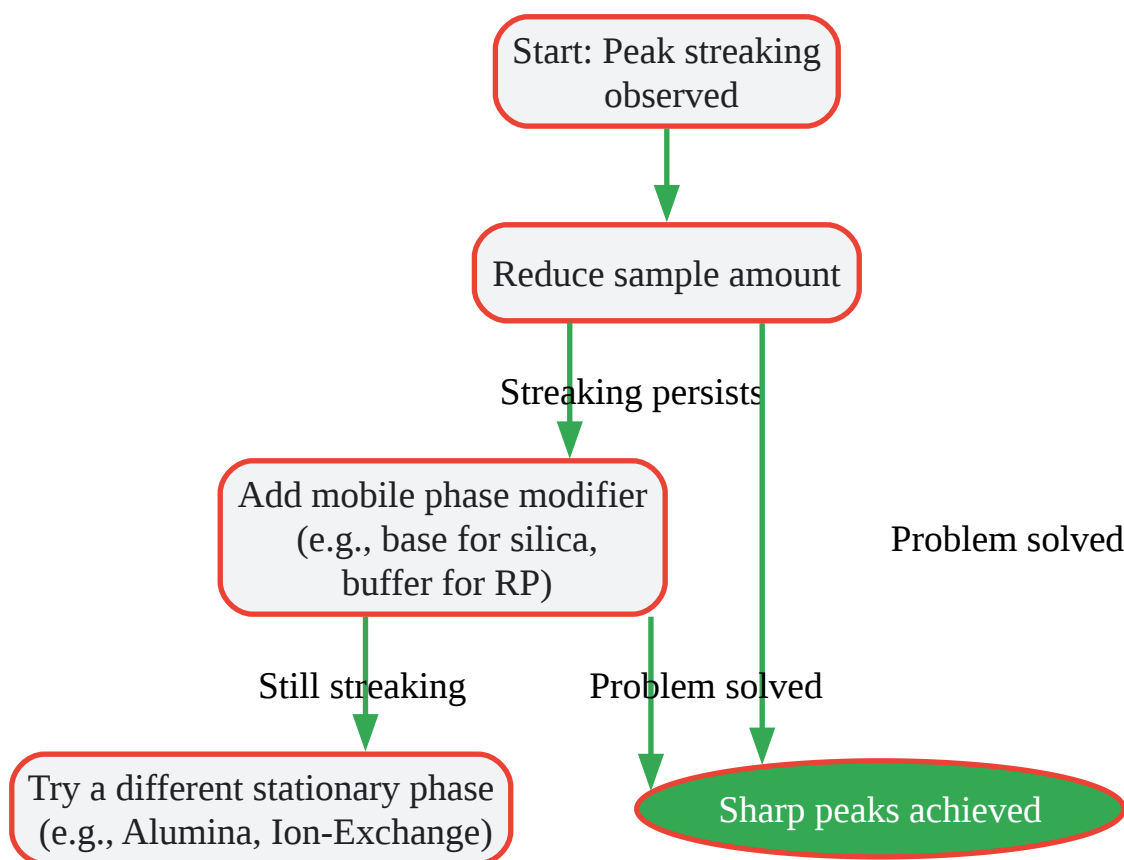 Start: Peak streaking
observed
Reduce sample amount
Streaking persists
Add mobile phase modifier
(e.g., base for silica,
buffer for RP)
Problem solved
Still streaking
Problem solved
Try a different stationary phase
(e.g., Alumina, Ion-Exchange)
Sharp peaks achieved